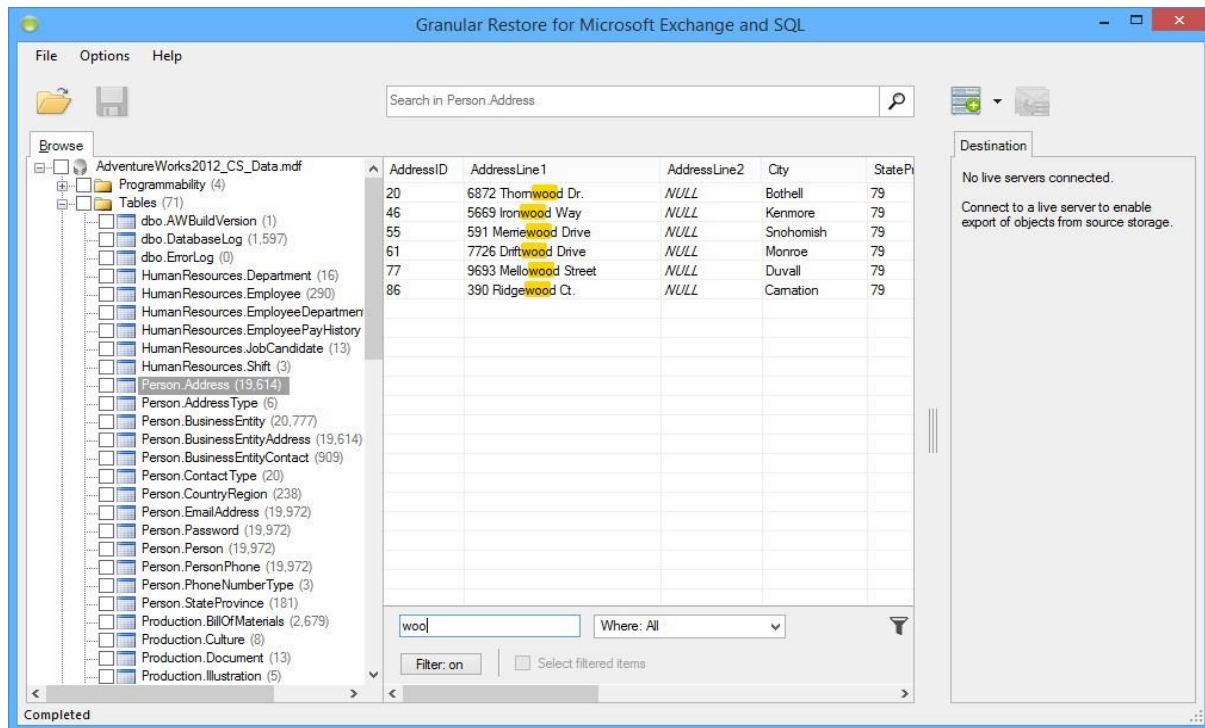 Granular Restore for Microsoft Exchange and SQL
File Options Help
Search in Person.Address
Browse
AdventureWorks2012_CS_Data.mdf
Programmability (4)
Tables (71)
dbo.AWBuildVersion (1)
dbo.DatabaseLog (1,597)
dbo.ErrorLog (0)
HumanResources.Department (16)
HumanResources.Employee (290)
HumanResources.EmployeeDepartmen
HumanResources.EmployeePayHistory
HumanResources.JobCandidate (13)
HumanResources.Shift (3)
Person.Address (19,614)
Person.AddressType (6)
Person.BusinessEntity (20,777)
Person.BusinessEntityAddress (19,614)
Person.BusinessEntityContact (909)
Person.ContactType (20)
Person.CountryRegion (238)
Person.EmailAddress (19,972)
Person.Password (19,972)
Person.Person (19,972)
Person.PersonPhone (19,972)
Person.PhoneNumberType (3)
Person.StateProvince (181)
Production.BillOfMaterials (2,679)
Production.Culture (8)
Production.Document (13)
Production.Illustration (5)
AddressID AddressLine1 AddressLine2 City StatePr
20 6872 Thornwood Dr. NULL Bothell 79
46 5669 Ironwood Way NULL Kenmore 79
55 591 Merriewood Drive NULL Snohomish 79
61 7726 Driftwood Drive NULL Monroe 79
77 9693 Mellowood Street NULL Duvall 79
86 390 Ridgewood Ct. NULL Carnation 79
woo Where: All
Filter: on Select filtered items
Destination
No live servers connected.
Connect to a live server to enable
export of objects from source storage.
Completed